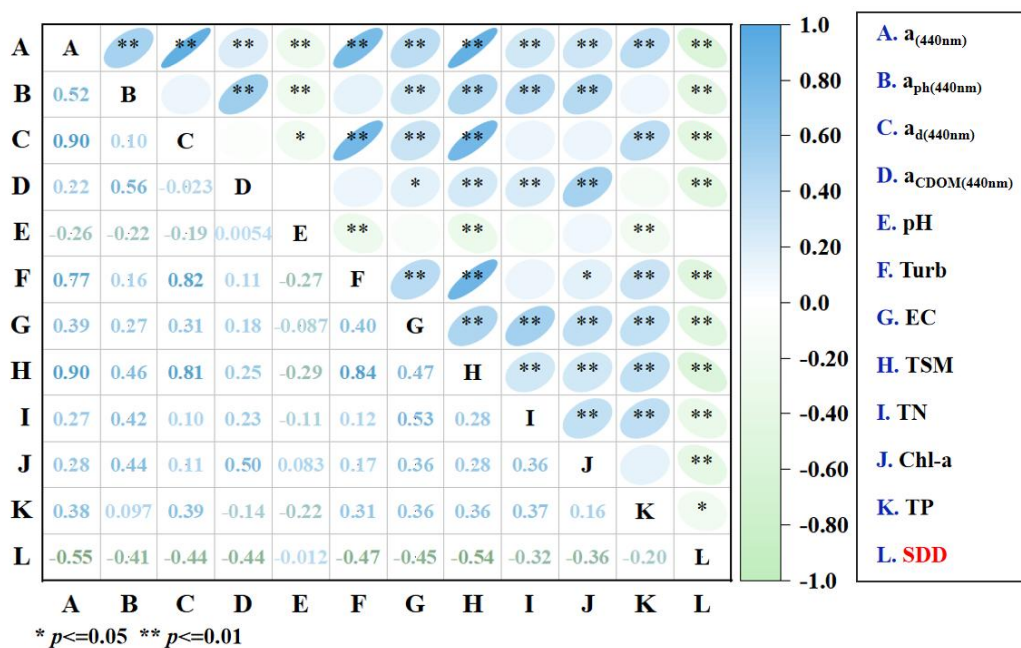 A A ** ** ** ** ** ** ** ** ** ** **
B 0.52 B ** ** ** ** ** ** **
C 0.90 0.10 C * ** ** ** ** **
D 0.22 0.56 -0.023 D * ** ** ** **
E -0.26 -0.22 -0.19 0.0054 E ** ** **
F 0.77 0.16 0.82 0.11 -0.27 F ** ** * ** **
G 0.39 0.27 0.31 0.18 -0.087 0.40 G ** ** ** ** **
H 0.90 0.46 0.81 0.25 -0.29 0.84 0.47 H ** ** ** **
I 0.27 0.42 0.10 0.23 -0.11 0.12 0.53 0.28 I ** ** **
J 0.28 0.44 0.11 0.50 0.083 0.17 0.36 0.28 0.36 J **
K 0.38 0.097 0.39 -0.14 -0.22 0.31 0.36 0.36 0.37 0.16 K *
L -0.55 -0.41 -0.44 -0.44 -0.012 -0.47 -0.45 -0.54 -0.32 -0.36 -0.20 L
A B C D E F G H I J K L
* p<=0.05 ** p<=0.01
1.0
0.80
0.60
0.40
0.20
0.0
-0.20
-0.40
-0.60
-0.80
-1.0
A. a(440nm)
B. aph(440nm)
C. ad(440nm)
D. aCDOM(440nm)
E. pH
F. Turb
G. EC
H. TSM
I. TN
J. Chl-a
K. TP
L. SDD